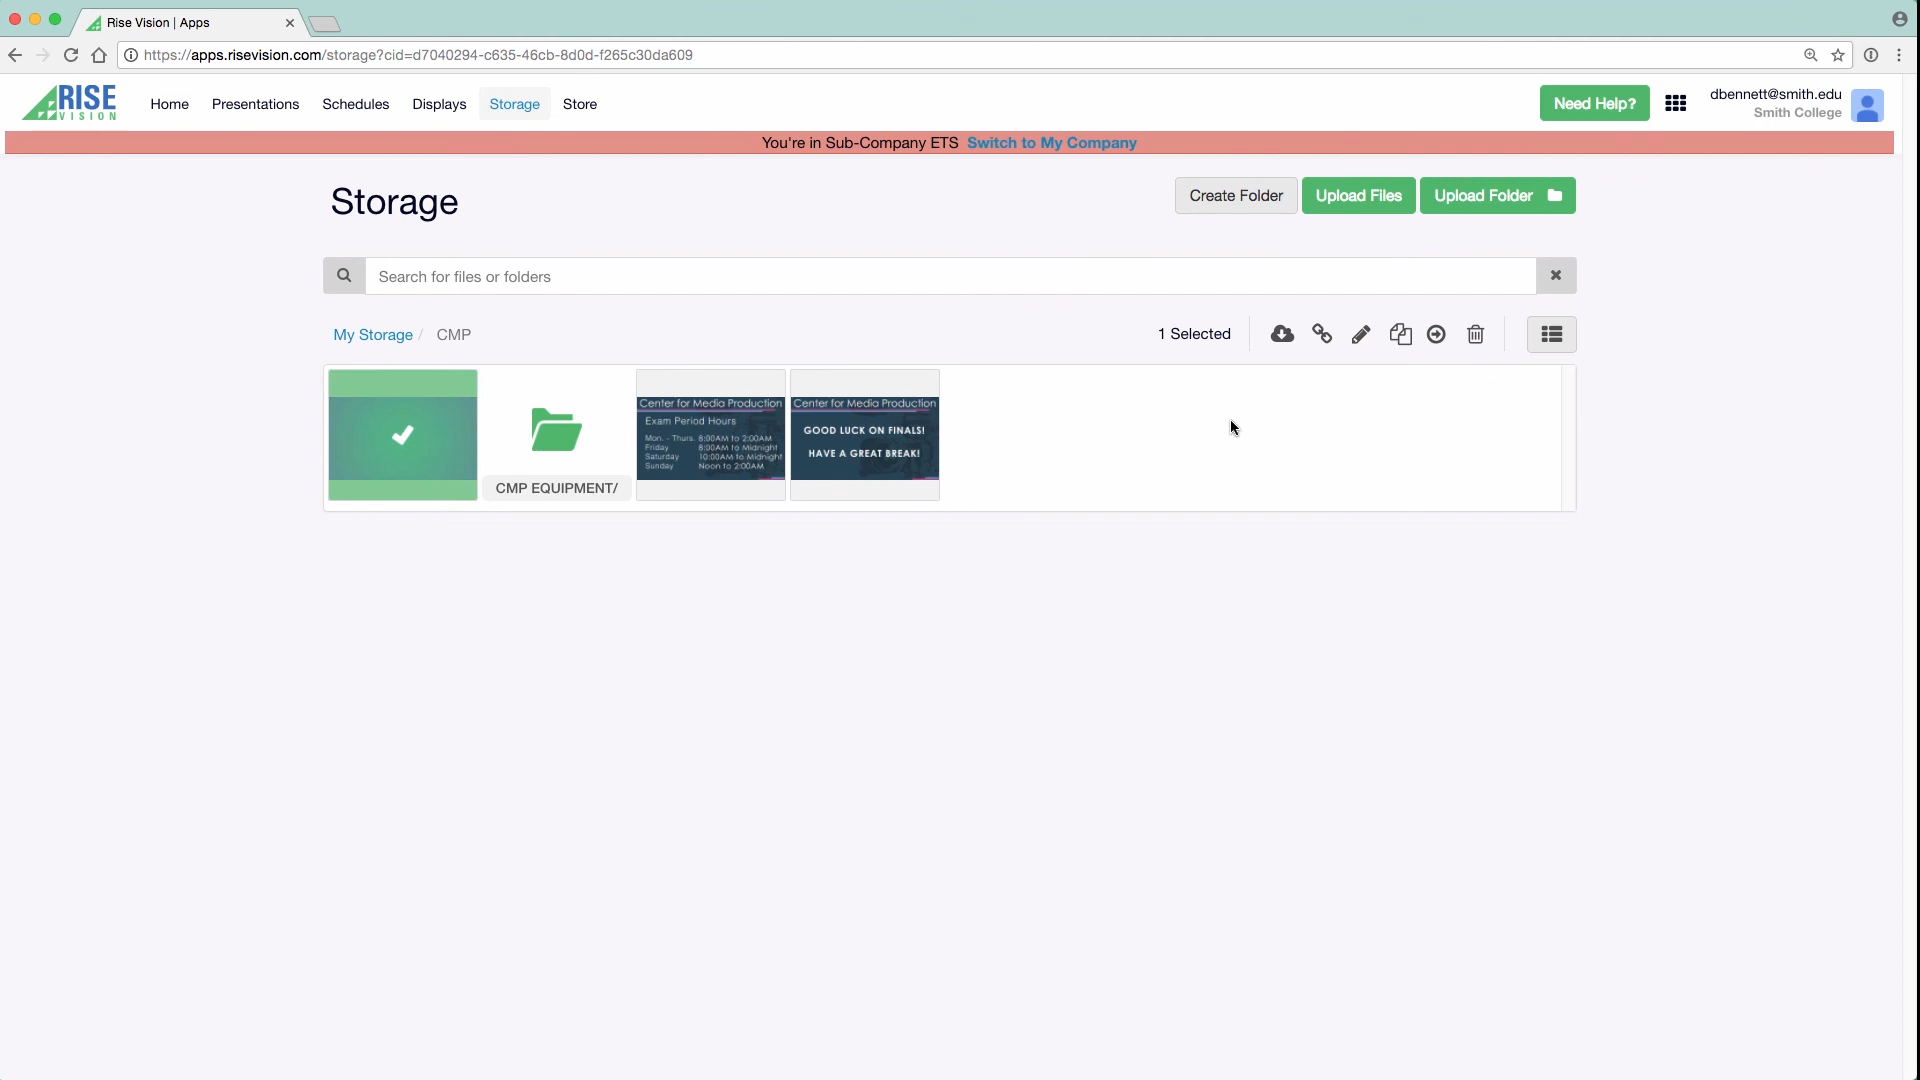 Rise Vision | Apps
https://apps.risevision.com/storage?cid=d7040294-c635-46cb-8d0d-f265c30da609
RISE VISION
Home Presentations Schedules Displays Storage Store
Need Help?
dbennett@smith.edu
Smith College
You're in Sub-Company ETS Switch to My Company
Storage
Create Folder Upload Files Upload Folder
Search for files or folders
My Storage / CMP
1 Selected
CMP EQUIPMENT/
Center for Media Production
Exam Period Hours
Mon. - Thurs. 8:00AM to 2:00AM
Friday 8:00AM to Midnight
Saturday 10:00AM to Midnight
Sunday Noon to 2:00AM
Center for Media Production
GOOD LUCK ON FINALS!
HAVE A GREAT BREAK!